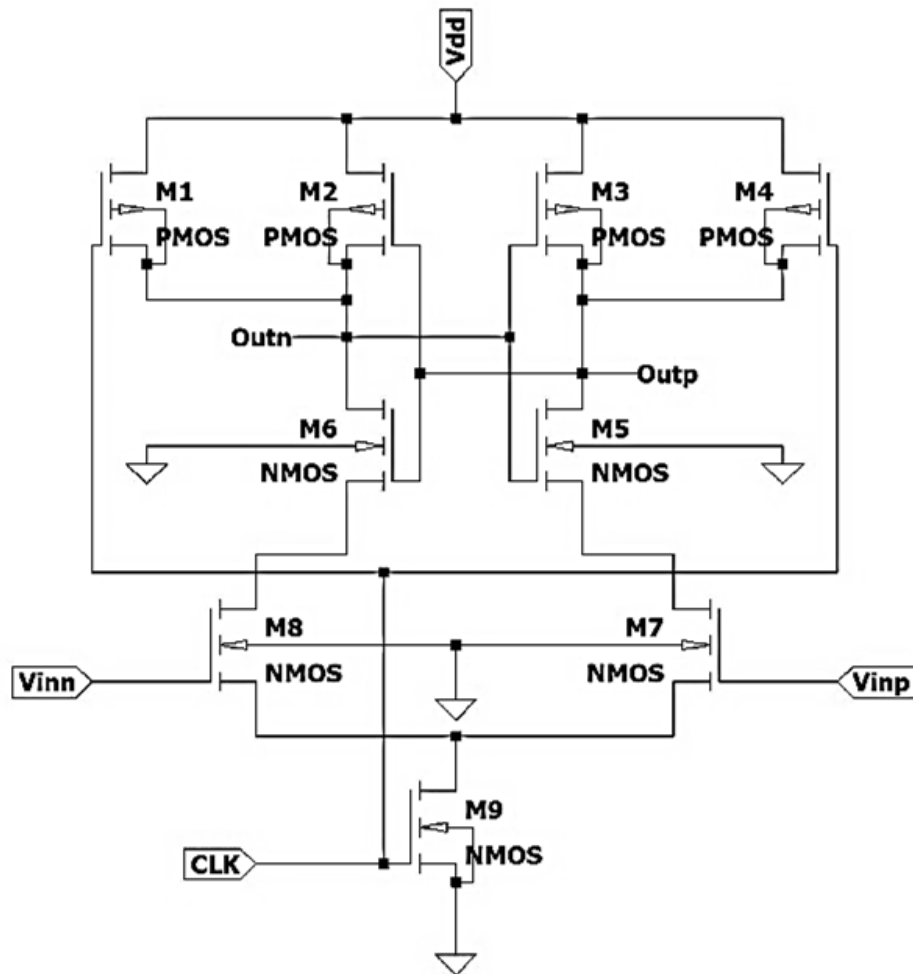 Vdd
M1 M2 M3 M4
PMOS PMOS PMOS PMOS
Outn
Outp
M6 M5
NMOS NMOS
M8 M7
NMOS NMOS
Vinn Vinp
M9
NMOS
CLK